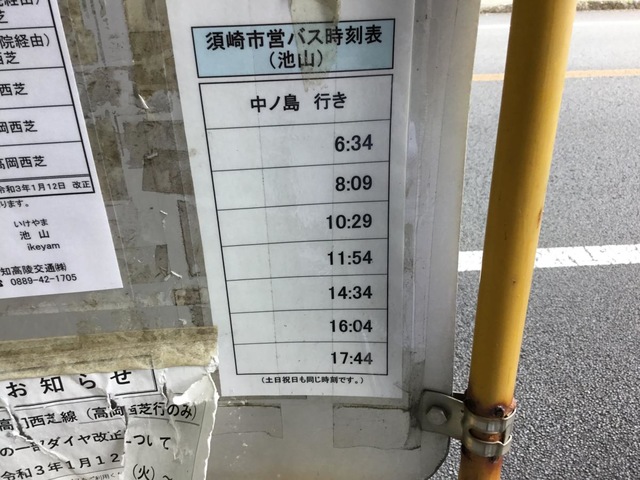 院経由)
西芝
西芝
岡西芝
高岡西芝
令和3年1月12日 改正
ります。
いけやま
池山
ikeyam
知高陵交通㈱
0889-42-1705
須崎市営バス時刻表
(池山)
中ノ島 行き
6:34
8:09
10:29
11:54
14:34
16:04
17:44
(土日祝日も同じ時刻です。)
お知らせ
高岡西芝線(高岡西芝行のみ)
の一部ダイヤ改正 ついて
令和3年1月12 (火)~